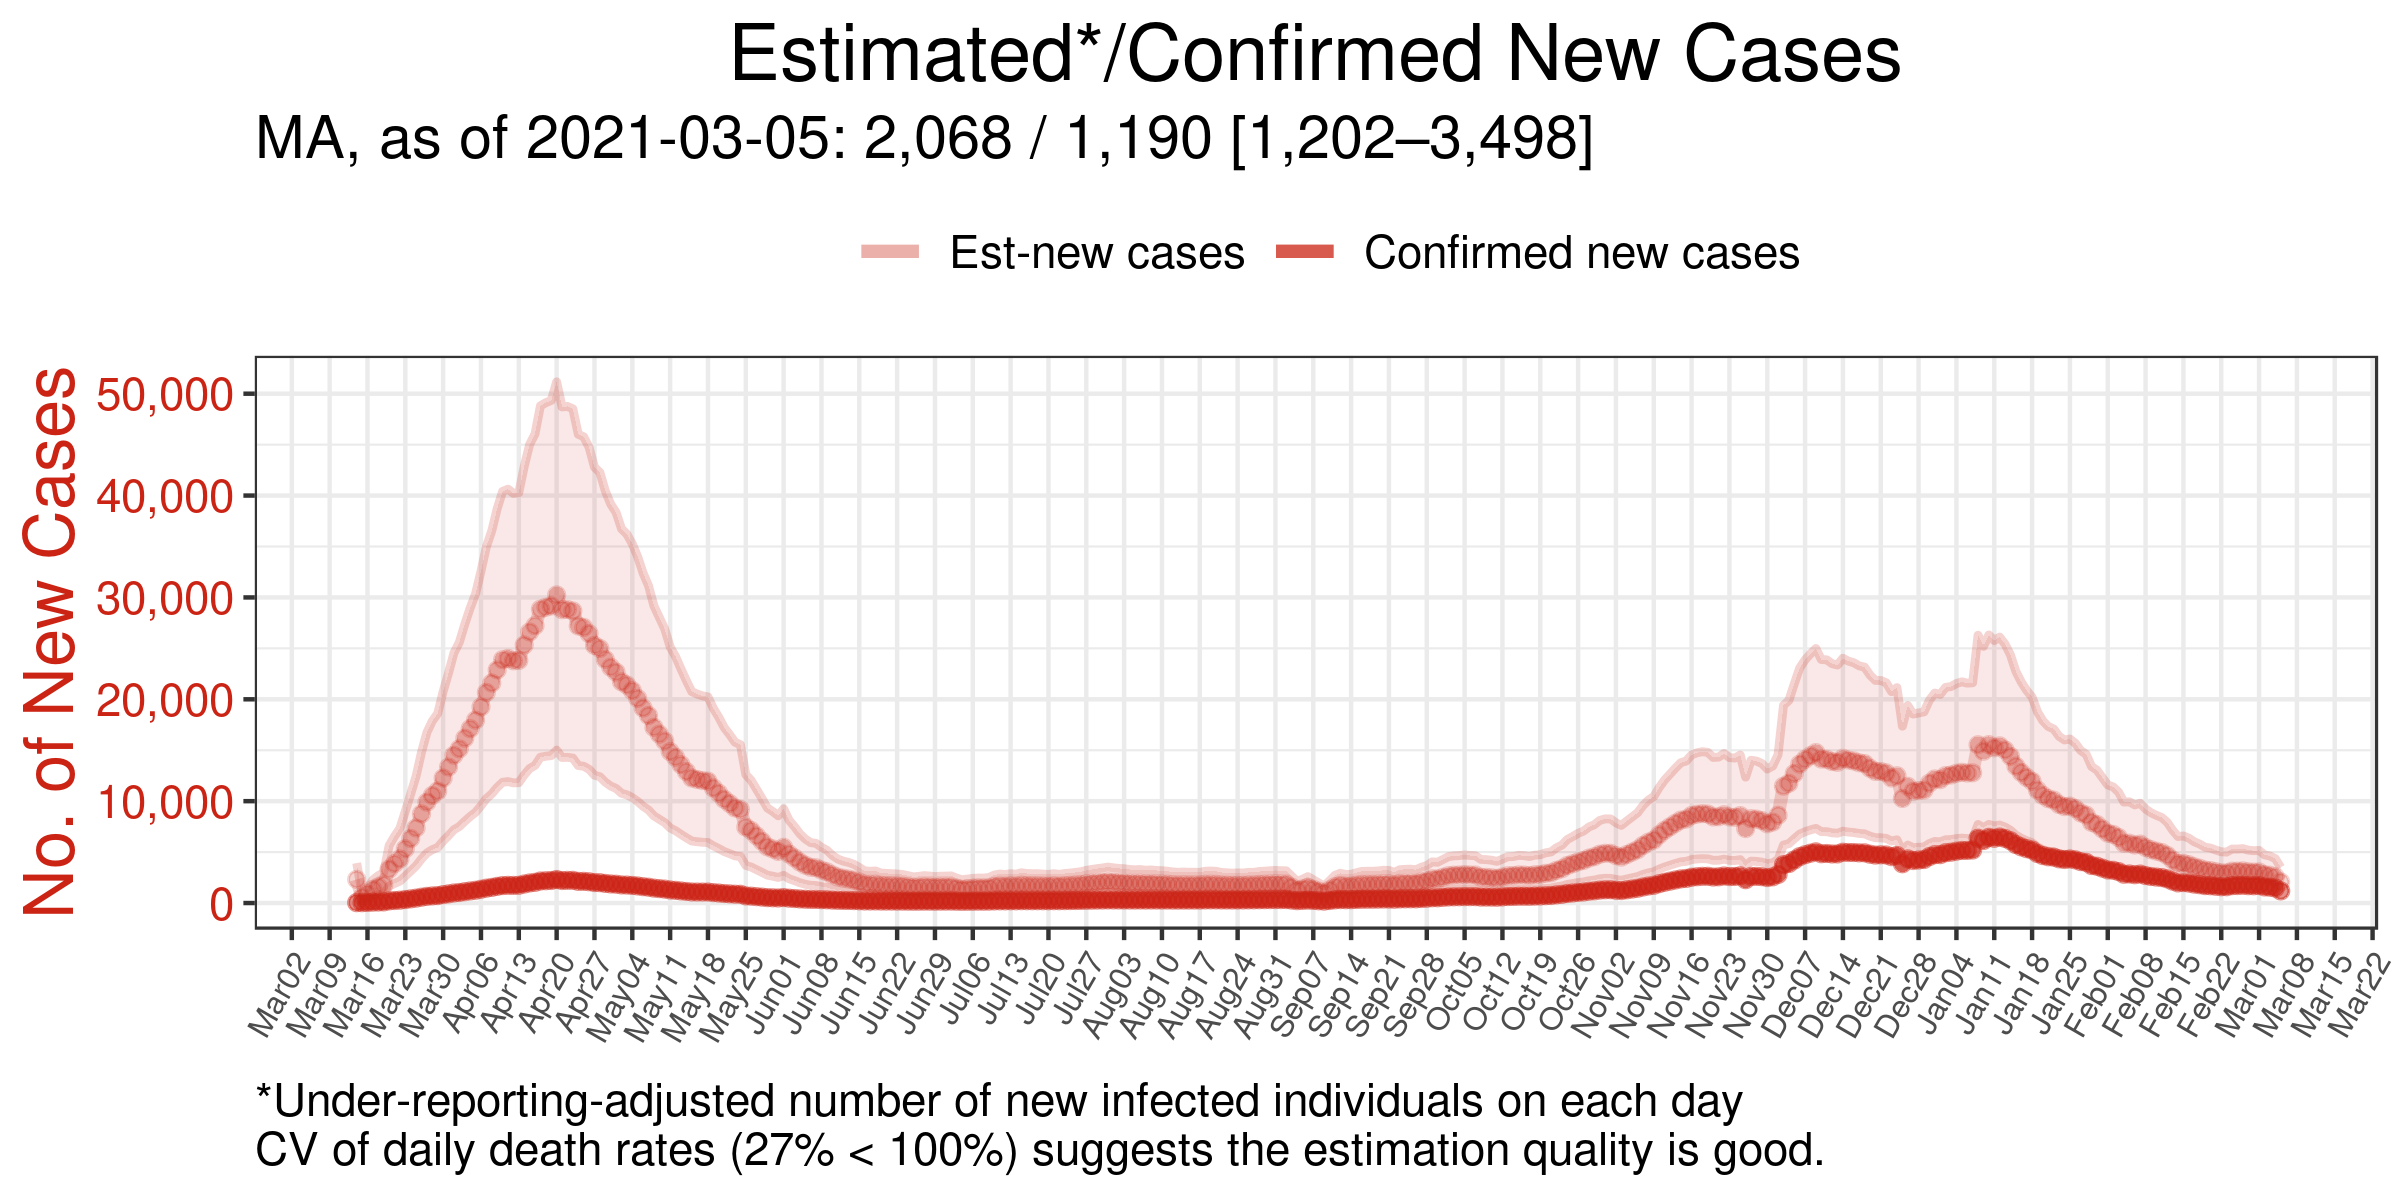 Estimated*/Confirmed New Cases
MA, as of 2021-03-05: 2,068 / 1,190 [1,202–3,498]
Est-new cases
Confirmed new cases
No. of New Cases
50,000
40,000
30,000
20,000
10,000
0
Mar02
Mar09
Mar16
Mar23
Mar30
Apr06
Apr13
Apr20
Apr27
May04
May11
May18
May25
Jun01
Jun08
Jun15
Jun22
Jun29
Jul06
Jul13
Jul20
Jul27
Aug03
Aug10
Aug17
Aug24
Aug31
Sep07
Sep14
Sep21
Sep28
Oct05
Oct12
Oct19
Oct26
Nov02
Nov09
Nov16
Nov23
Nov30
Dec07
Dec14
Dec21
Dec28
Jan04
Jan11
Jan18
Jan25
Feb01
Feb08
Feb15
Feb22
Mar01
Mar08
Mar15
Mar22
*Under-reporting-adjusted number of new infected individuals on each day
CV of daily death rates (27% < 100%) suggests the estimation quality is good.